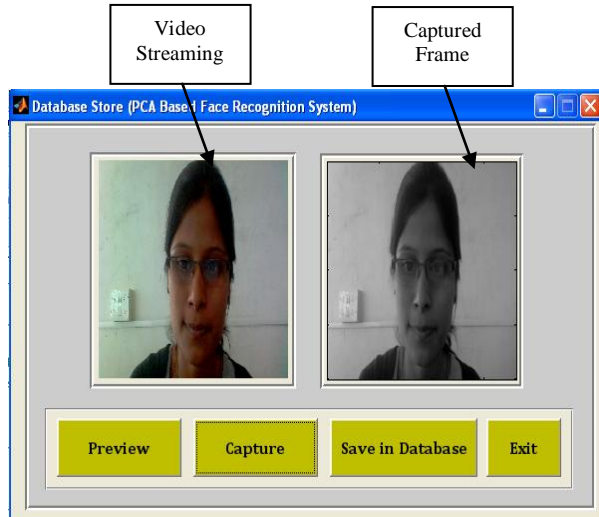 Video
Streaming
Captured
Frame
Database Store (PCA Based Face Recognition System)
Preview
Capture
Save in Database
Exit